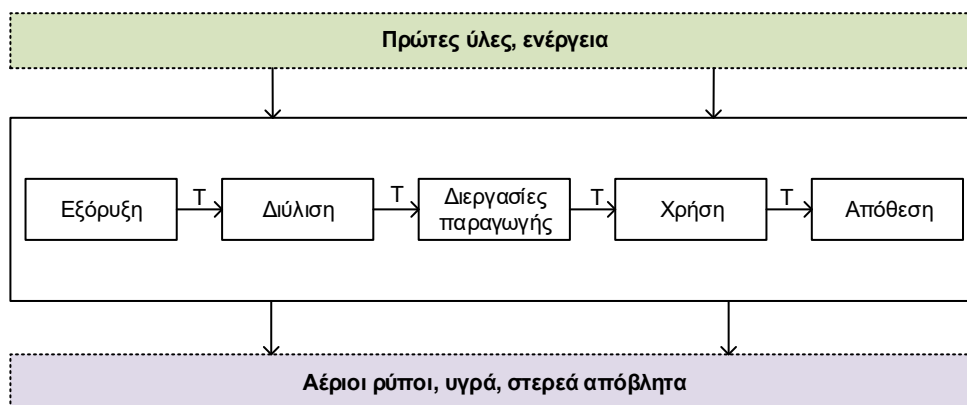 Πρώτες ύλες, ενέργεια
Εξόρυξη
Τ
Διύλιση
Τ
Διεργασίες
παραγωγής
Τ
Χρήση
Τ
Απόθεση
Αέριοι ρύποι, υγρά, στερεά απόβλητα